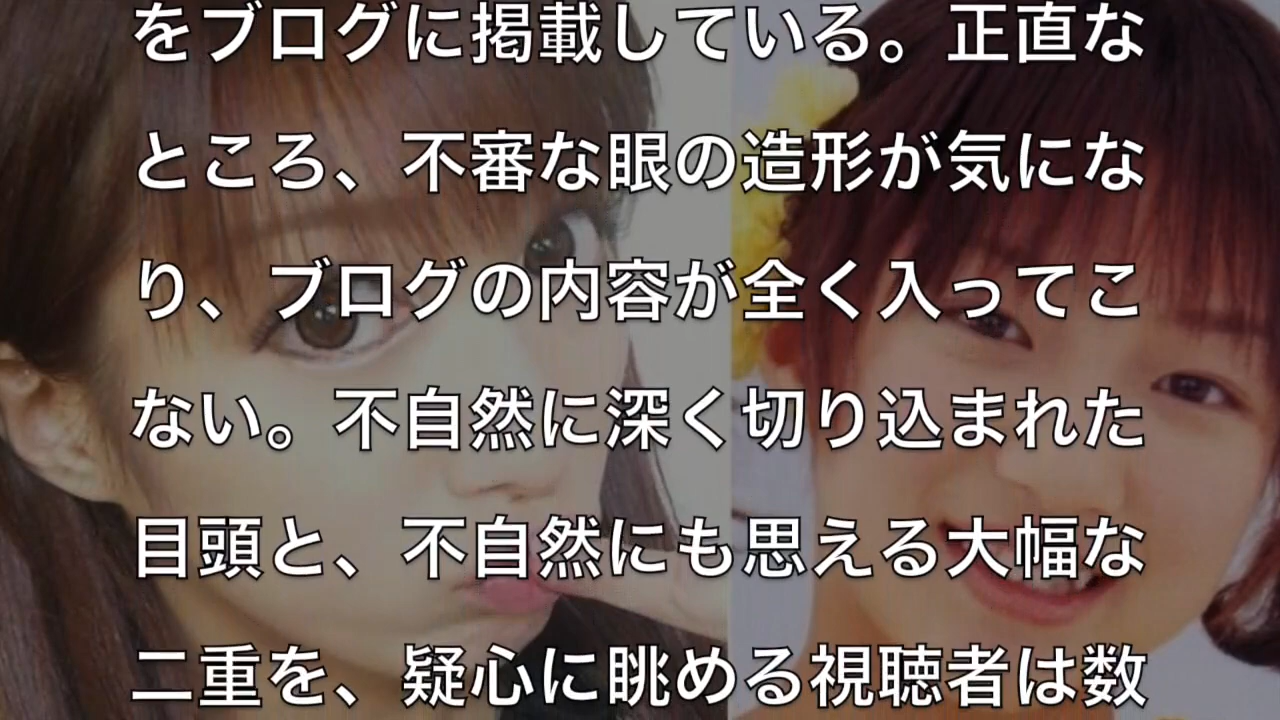 をブログに掲載している。正直な
ところ、不審な眼の造形が気にな
り、ブログの内容が全く入ってこ
ない。不自然に深く切り込まれた
目頭と、不自然にも思える大幅な
二重を、疑心に眺める視聴者は数